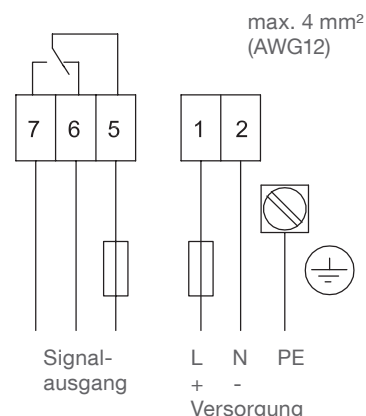 max. 4 mm²
(AWG12)
7 6 5 1 2
Signal-
ausgang
L N PE
+ -
Versorgung